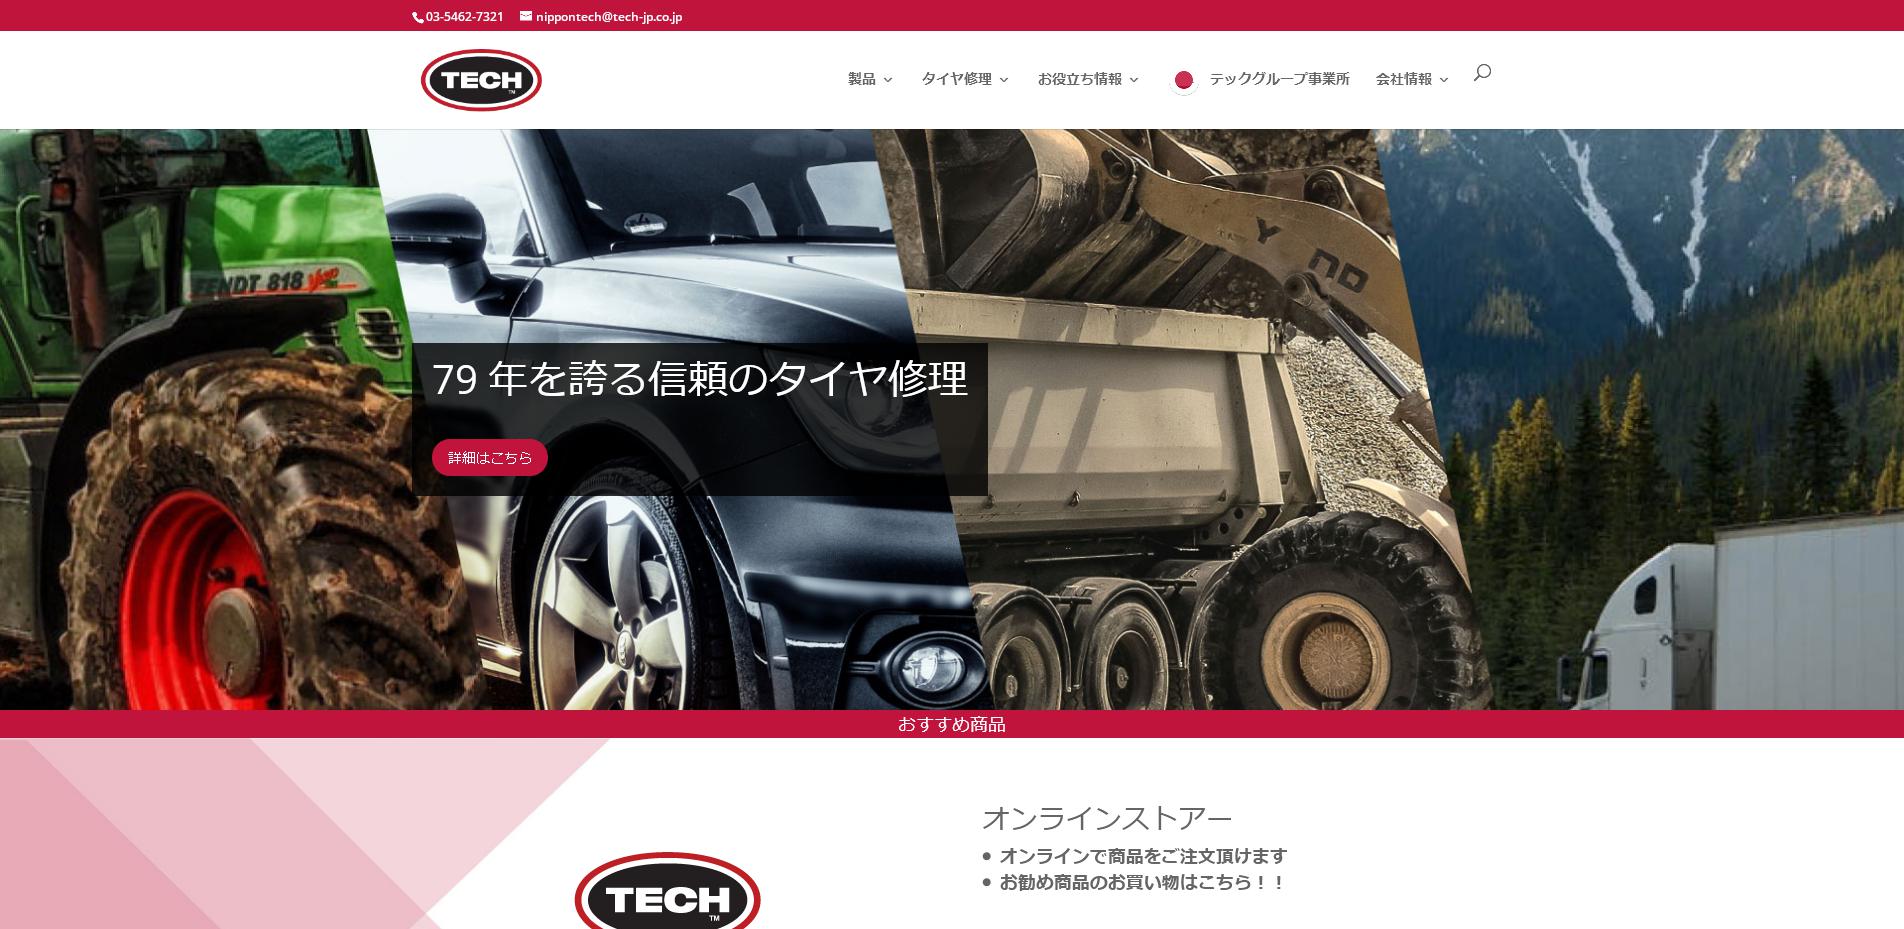 03-5462-7321 nippontech@tech-jp.co.jp
TECH™
製品 タイヤ修理 お役立ち情報 テックグループ事業所 会社情報
FENDT 818 Vario
79 年を誇る信頼のタイヤ修理
詳細はこちら
おすすめ商品
オンラインストアー
• オンラインで商品をご注文頂けます
• お勧め商品のお買い物はこちら！！
TECH™